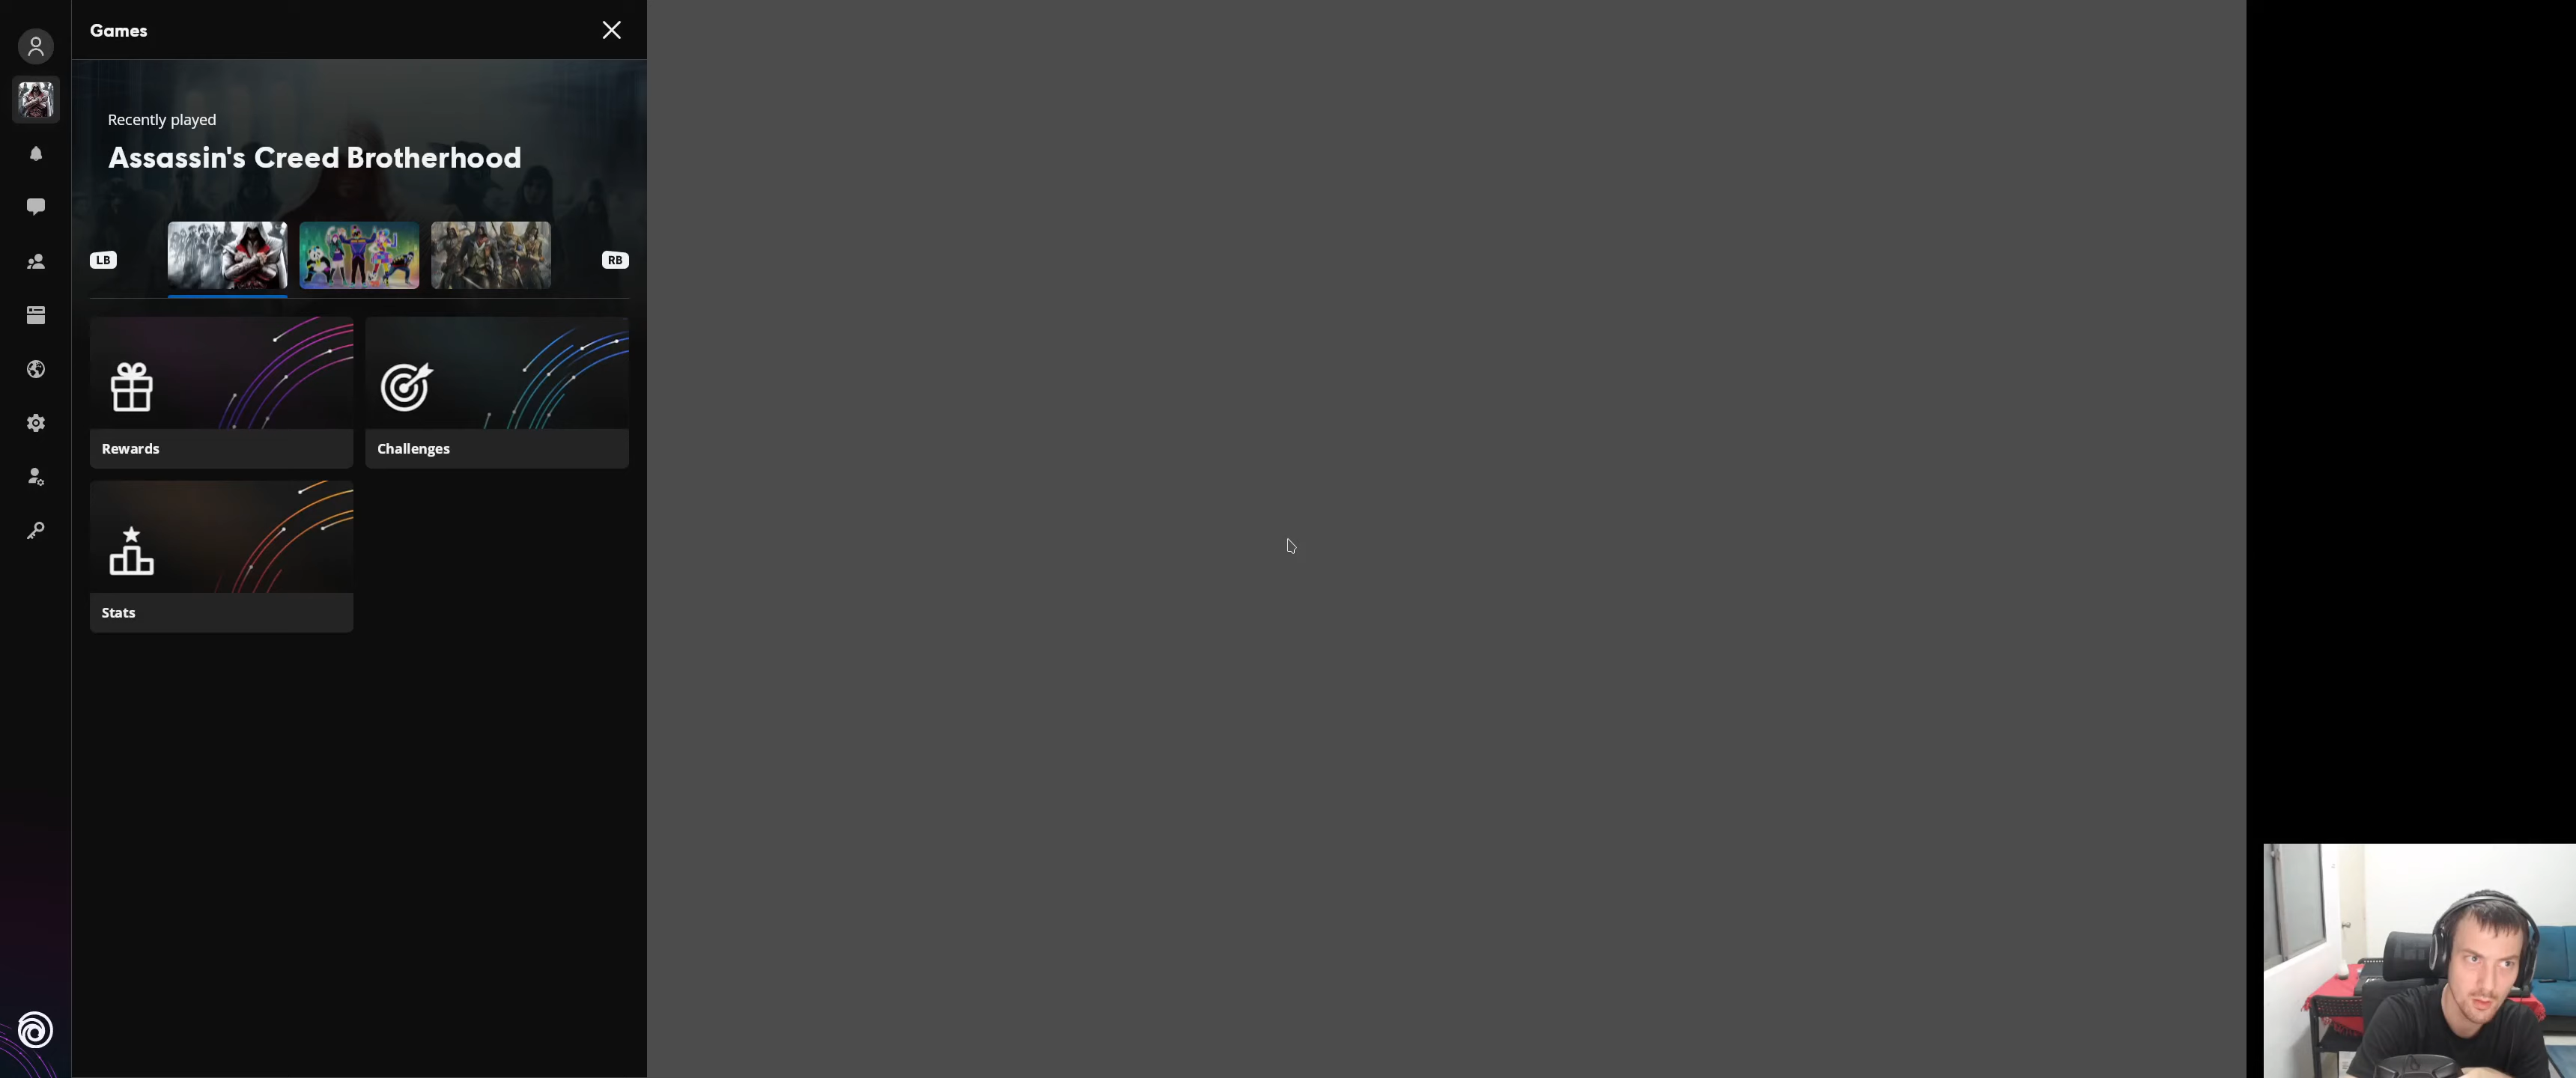 Games
Recently played
Assassin's Creed Brotherhood
LB
RB
Rewards
Challenges
Stats